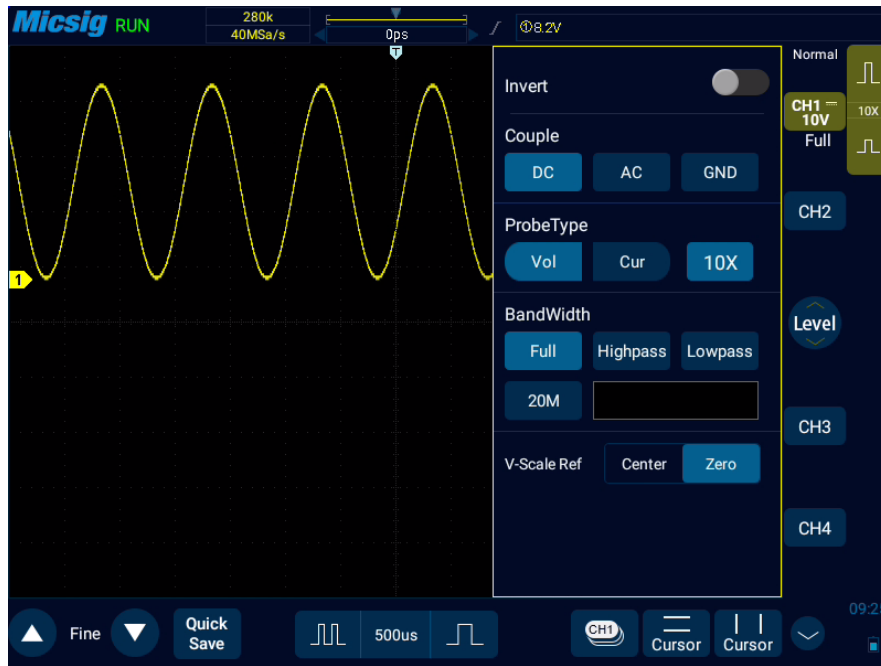 Micsig RUN
280k
40MSa/s
0ps
①8.2V
T
Normal
Invert
CH1
10V
10X
Full
Couple
DC AC GND
CH2
ProbeType
Vol Cur 10X
BandWidth
Level
Full Highpass Lowpass
20M
CH3
V-Scale Ref Center Zero
CH4
1
Fine
Quick
Save
500us
CH1
Cursor
Cursor